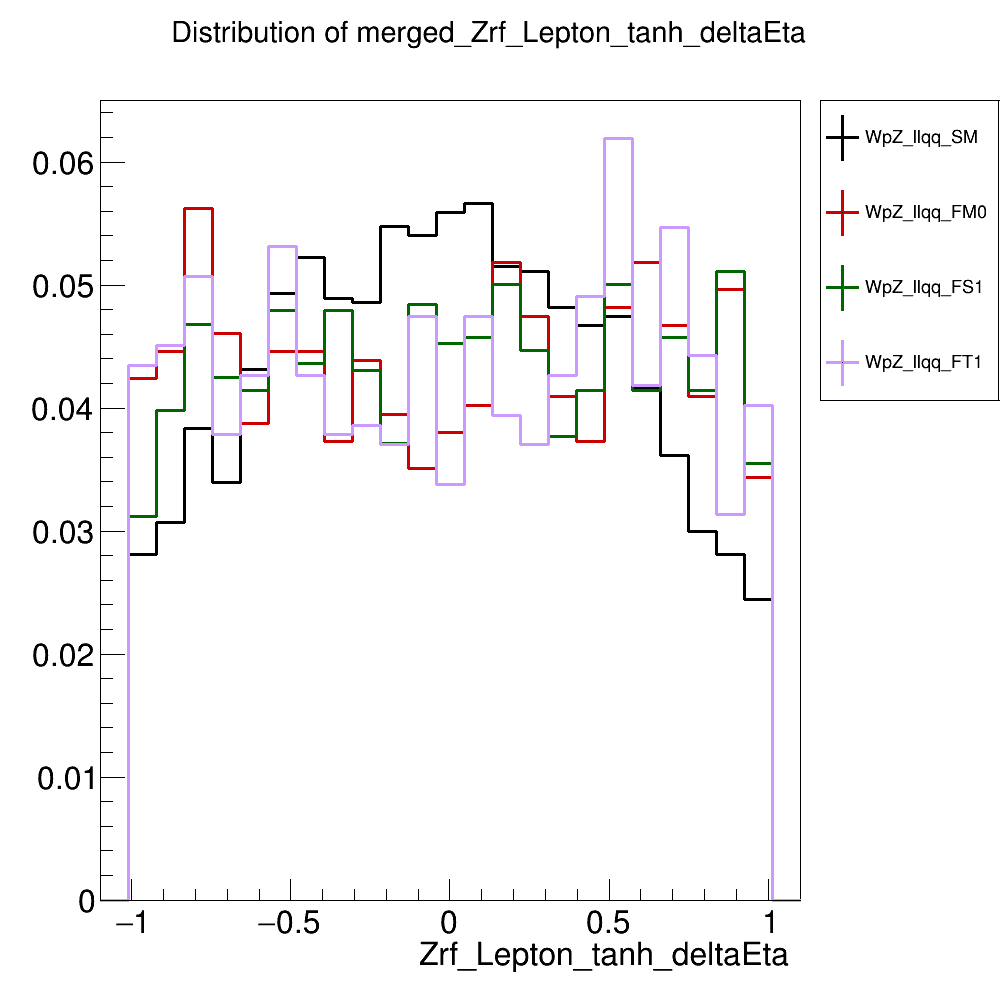 Distribution of merged_Zrf_Lepton_tanh_deltaEta
WpZ_llqq_SM
WpZ_llqq_FM0
WpZ_llqq_FS1
WpZ_llqq_FT1
0.06
0.05
0.04
0.03
0.02
0.01
0
−1 −0.5 0 0.5 1
Zrf_Lepton_tanh_deltaEta